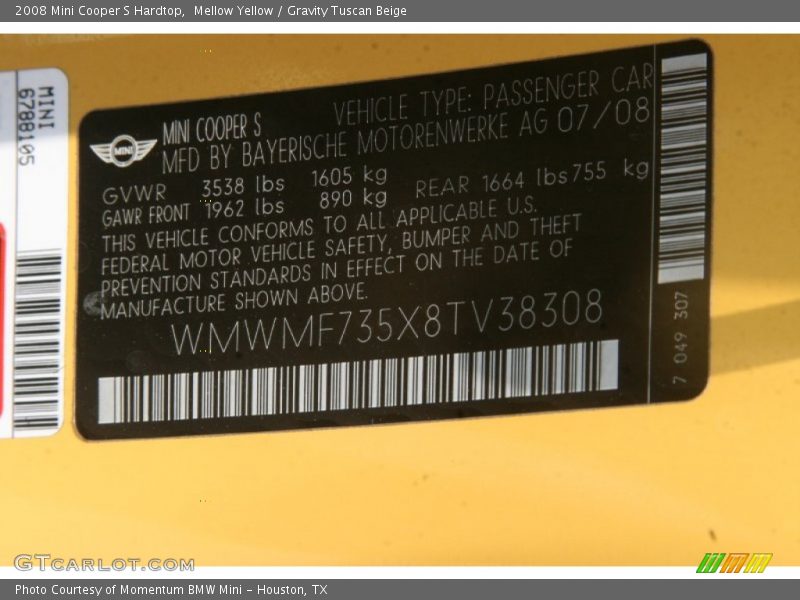 2008 Mini Cooper S Hardtop,  Mellow Yellow / Gravity Tuscan Beige
MINI
6788105
MINI
MINI COOPER S
VEHICLE TYPE: PASSENGER CAR
MFD BY BAYERISCHE MOTORENWERKE AG 07/08
GVWR 3538 lbs 1605 kg
GAWR FRONT 1962 lbs 890 kg REAR 1664 lbs 755 kg
THIS VEHICLE CONFORMS TO ALL APPLICABLE U.S.
FEDERAL MOTOR VEHICLE SAFETY, BUMPER AND THEFT
PREVENTION STANDARDS IN EFFECT ON THE DATE OF
MANUFACTURE SHOWN ABOVE.
WMWMF735X8TV38308
7 049 307
GTCARLOT.COM
Photo Courtesy of Momentum BMW Mini - Houston, TX